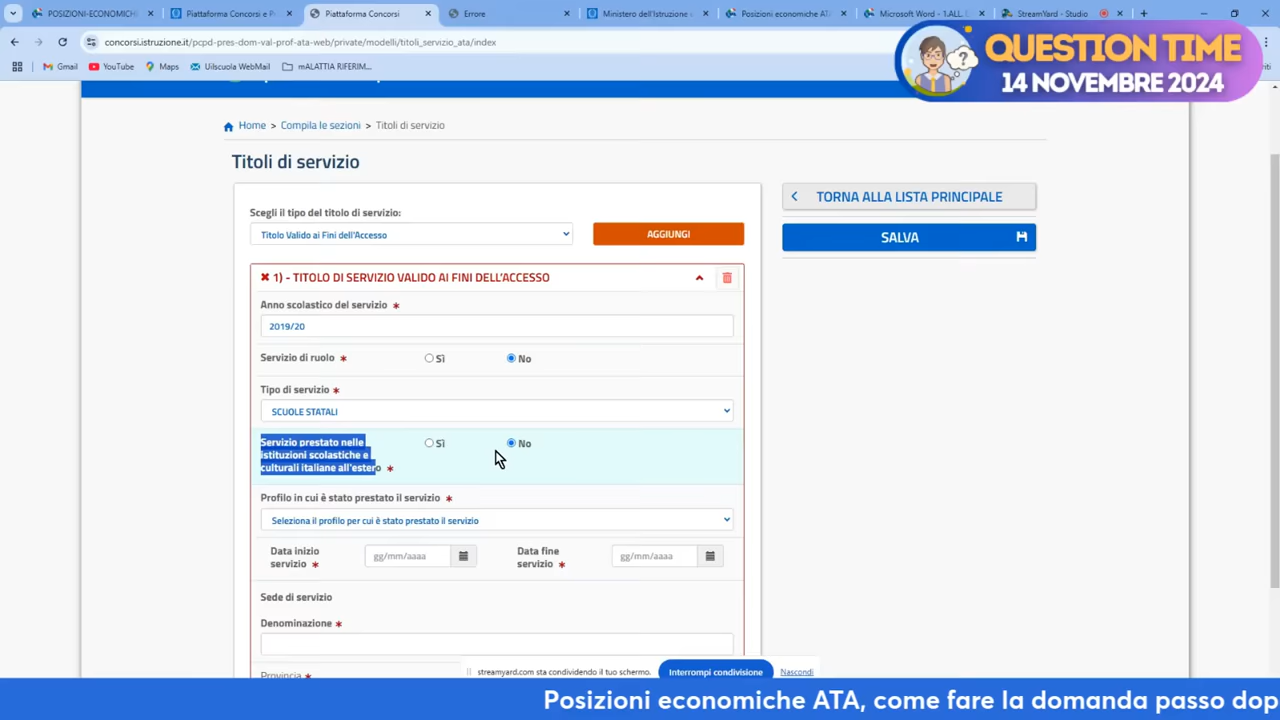 POSIZIONI-ECONOMICHE
Piattaforma Concorsi e P
Piattaforma Concorsi
Errore
Ministero dell'Istruzione
Posizioni economiche ATA
Microsoft Word - 1.ALL. E
StreamYard - Studio
concorsi.istruzione.it/pcpd-pres-dom-val-prof-ata-web/private/modelli/titoli_servizio_ata/index
Gmail
YouTube
Maps
Uilscuola WebMail
mALATTIA RIFERIM...
QUESTION TIME
14 NOVEMBRE 2024
Home > Compila le sezioni > Titoli di servizio
Titoli di servizio
Scegli il tipo del titolo di servizio:
Titolo Valido ai Fini dell'Accesso
AGGIUNGI
TORNA ALLA LISTA PRINCIPALE
SALVA
1) - TITOLO DI SERVIZIO VALIDO AI FINI DELL'ACCESSO
Anno scolastico del servizio *
2019/20
Servizio di ruolo *
Sì
No
Tipo di servizio *
SCUOLE STATALI
Servizio prestato nelle
istituzioni scolastiche e
culturali italiane all'estero *
Sì
No
Profilo in cui è stato prestato il servizio *
Seleziona il profilo per cui è stato prestato il servizio
Data inizio
servizio *
gg/mm/aaaa
Data fine
servizio *
gg/mm/aaaa
Sede di servizio
Denominazione *
Provincia *
streamyard.com sta condividendo il tuo schermo.
Interrompi condivisione
Nascondi
Posizioni economiche ATA, come fare la domanda passo dop